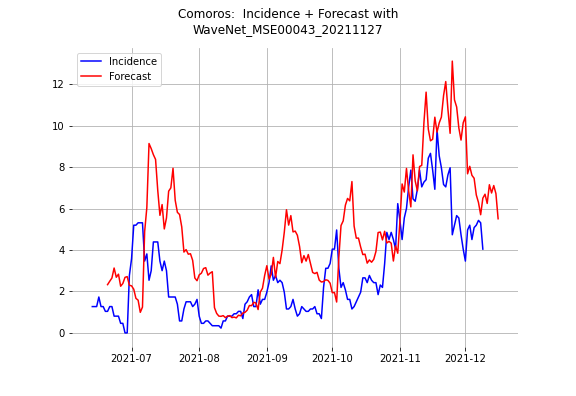 Comoros:  Incidence + Forecast with
WaveNet_MSE00043_20211127
Incidence
Forecast
12
10
8
6
4
2
0
2021-07 2021-08 2021-09 2021-10 2021-11 2021-12